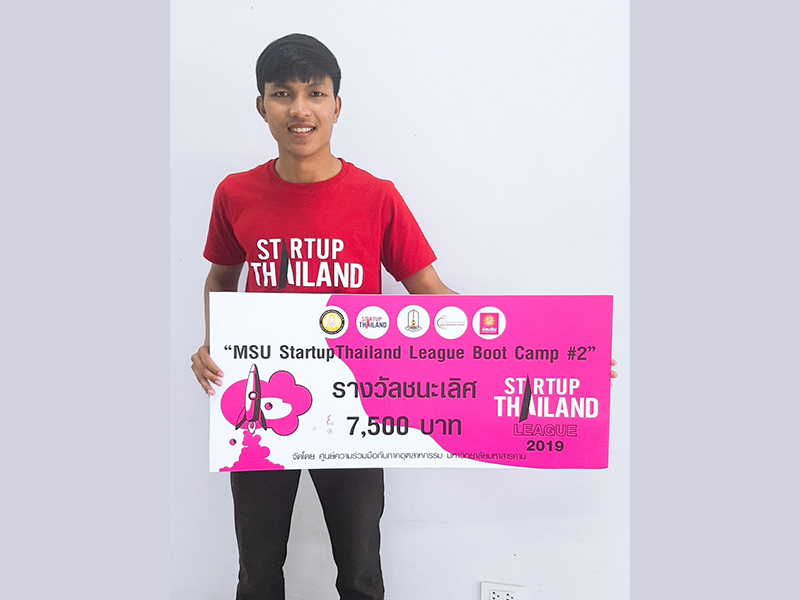 STARTUP
THAILAND
STARTUP
THAILAND
“MSU StartupThailand League Boot Camp #2”
รางวัลชนะเลิศ
7,500 บาท
STARTUP
THAILAND
LEAGUE
2019
จัดโดย ศูนย์ความร่วมมือกับภาคอุตสาหกรรม มหาวิทยาลัยมหาสารคาม